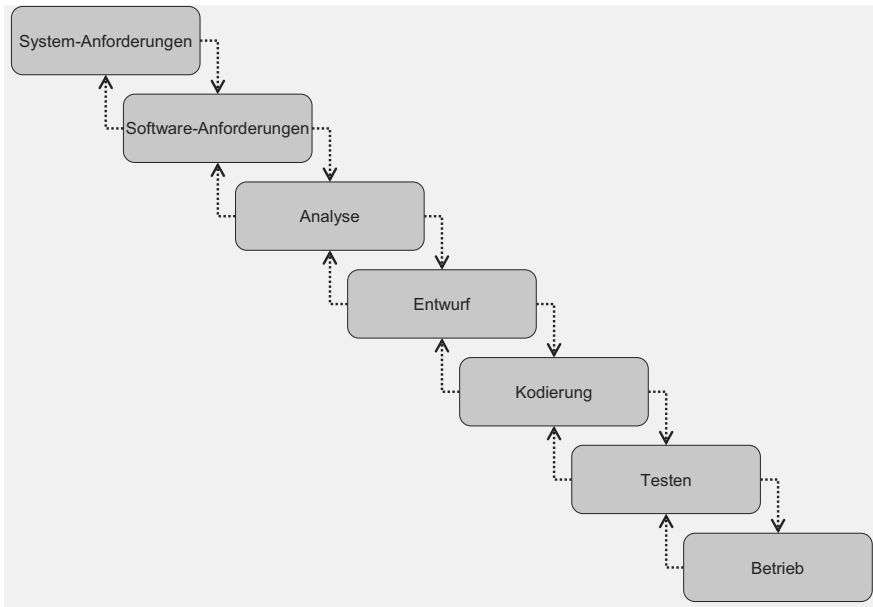 System-Anforderungen
Software-Anforderungen
Analyse
Entwurf
Kodierung
Testen
Betrieb